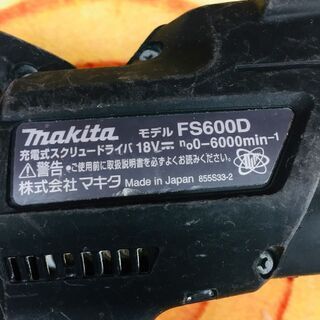 makita モデル FS600D
充電式スクリュードライバ 18V⎓ n₀0-6000min⁻¹
⚠警告 ●ご使用前に取扱説明書を必ずよくお読みください。
株式会社 マキタ Made in Japan 855S33-2